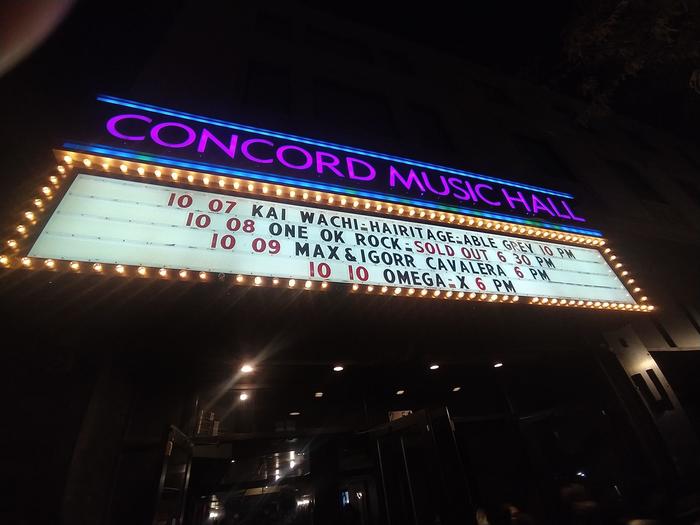 CONCORD MUSIC HALL
10 07 KAI WACHI-HAIRITAGE-ABLE GREY 10 PM
10 08 ONE OK ROCK-SOLD OUT 6 30 PM
10 09 MAX&IGORR CAVALERA 6 PM
10 10 OMEGA-X 6 PM